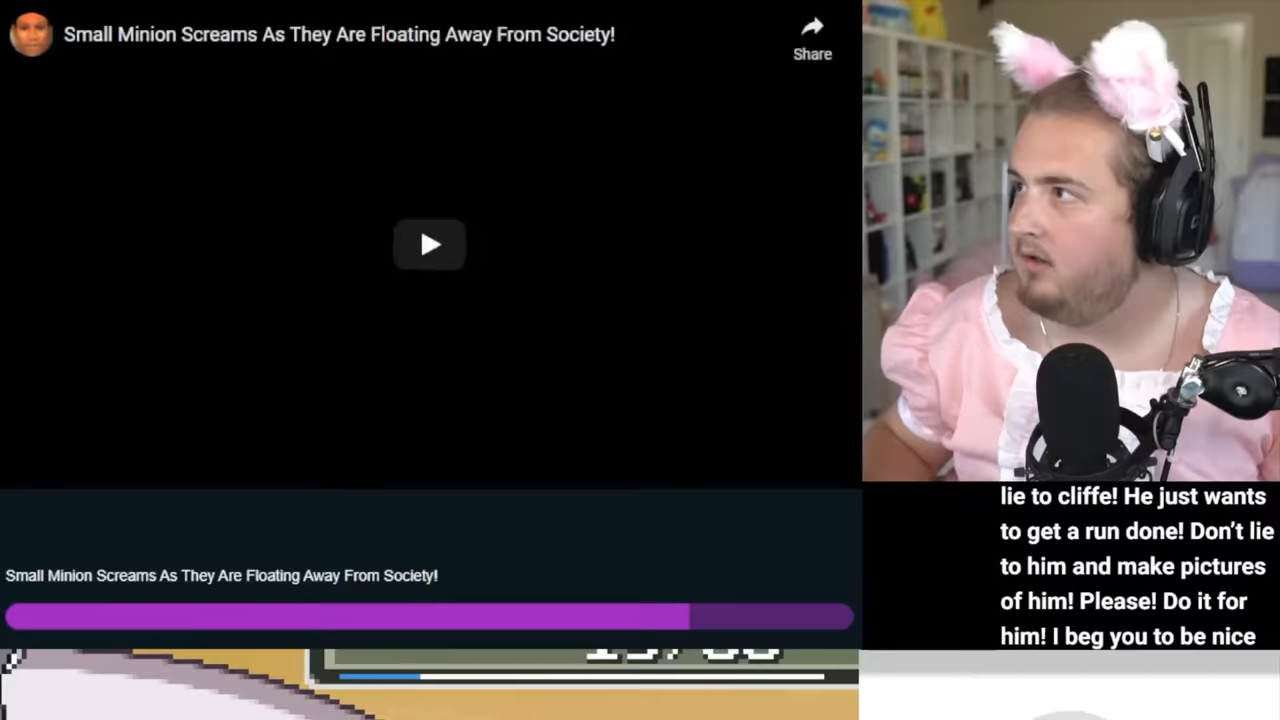 Small Minion Screams As They Are Floating Away From Society!
Share
lie to cliffe! He just wants
to get a run done! Don't lie
to him and make pictures
of him! Please! Do it for
him! I beg you to be nice
Small Minion Screams As They Are Floating Away From Society!